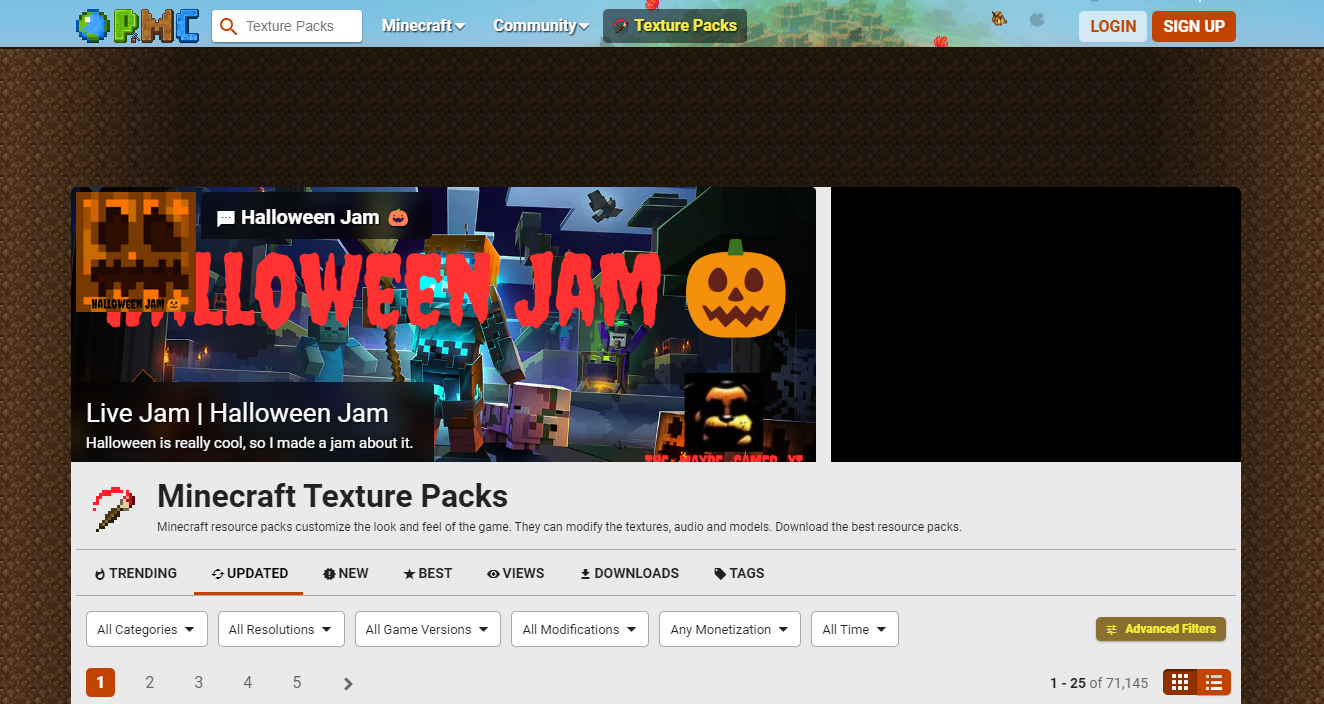 PMC
Texture Packs
Minecraft
Community
Texture Packs
LOGIN
SIGN UP
Halloween Jam
HALLOWEEN JAM
HALLOWEEN JAM
Live Jam | Halloween Jam
Halloween is really cool, so I made a jam about it.
THE_MAYBE_GAMER_YT
Minecraft Texture Packs
Minecraft resource packs customize the look and feel of the game. They can modify the textures, audio and models. Download the best resource packs.
TRENDING
UPDATED
NEW
BEST
VIEWS
DOWNLOADS
TAGS
All Categories
All Resolutions
All Game Versions
All Modifications
Any Monetization
All Time
Advanced Filters
1 2 3 4 5
1 - 25 of 71,145